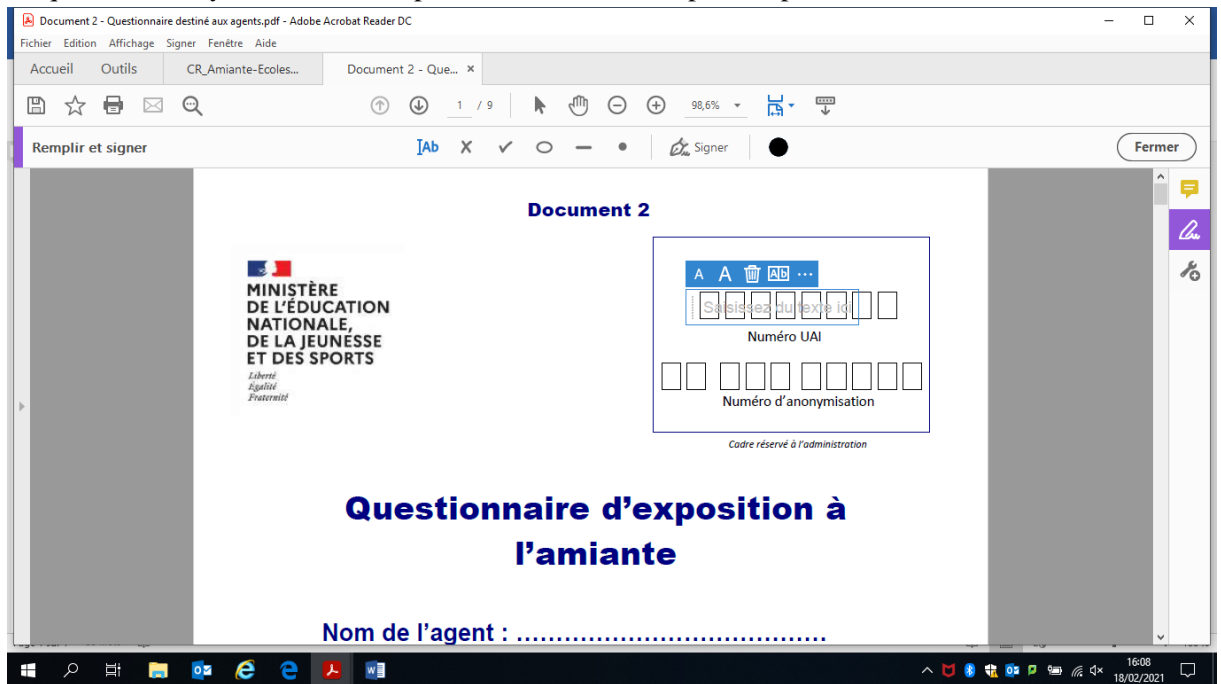 Document 2 - Questionnaire destiné aux agents.pdf - Adobe Acrobat Reader DC
Fichier Edition Affichage Signer Fenêtre Aide
Accueil Outils CR_Amiante-Ecoles... Document 2 - Que... ×
1 / 9 98,6%
Remplir et signer Ab Signer Fermer
Document 2
MINISTÈRE
DE L'ÉDUCATION
NATIONALE,
DE LA JEUNESSE
ET DES SPORTS
Liberté
Égalité
Fraternité
A A Ab ...
Saisissez du texte ici
Numéro UAI
Numéro d'anonymisation
Cadre réservé à l'administration
Questionnaire d'exposition à
l'amiante
Nom de l'agent : ……………………………………
16:08
18/02/2021